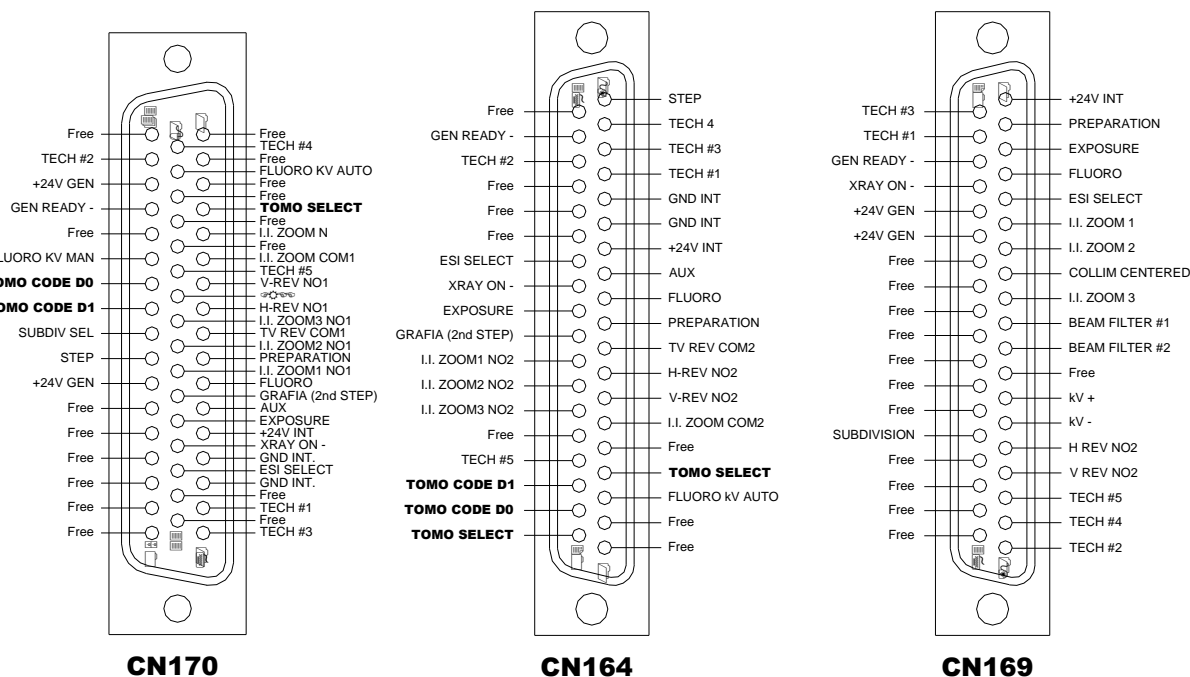 Free
TECH #2
+24V GEN
GEN READY -
Free
LUORO KV MAN
OMO CODE D0
OMO CODE D1
SUBDIV SEL
STEP
+24V GEN
Free
Free
Free
Free
Free
Free
Free
TECH #4
Free
FLUORO KV AUTO
Free
Free
TOMO SELECT
Free
I.I. ZOOM N
Free
I.I. ZOOM COM1
TECH #5
V-REV NO1
H-REV NO1
I.I. ZOOM3 NO1
TV REV COM1
I.I. ZOOM2 NO1
PREPARATION
I.I. ZOOM1 NO1
FLUORO
GRAFIA (2nd STEP)
AUX
EXPOSURE
+24V INT
XRAY ON -
GND INT.
ESI SELECT
GND INT.
Free
TECH #1
Free
TECH #3
CN170
Free
GEN READY -
TECH #2
Free
Free
Free
ESI SELECT
XRAY ON -
EXPOSURE
GRAFIA (2nd STEP)
I.I. ZOOM1 NO2
I.I. ZOOM2 NO2
I.I. ZOOM3 NO2
Free
TECH #5
TOMO CODE D1
TOMO CODE D0
TOMO SELECT
STEP
TECH 4
TECH #3
TECH #1
GND INT
GND INT
+24V INT
AUX
FLUORO
PREPARATION
TV REV COM2
H-REV NO2
V-REV NO2
I.I. ZOOM COM2
Free
TOMO SELECT
FLUORO kV AUTO
Free
Free
CN164
TECH #3
TECH #1
GEN READY -
XRAY ON -
+24V GEN
+24V GEN
Free
Free
Free
Free
Free
Free
Free
SUBDIVISION
Free
Free
Free
Free
+24V INT
PREPARATION
EXPOSURE
FLUORO
ESI SELECT
I.I. ZOOM 1
I.I. ZOOM 2
COLLIM CENTERED
I.I. ZOOM 3
BEAM FILTER #1
BEAM FILTER #2
Free
kV +
kV -
H REV NO2
V REV NO2
TECH #5
TECH #4
TECH #2
CN169